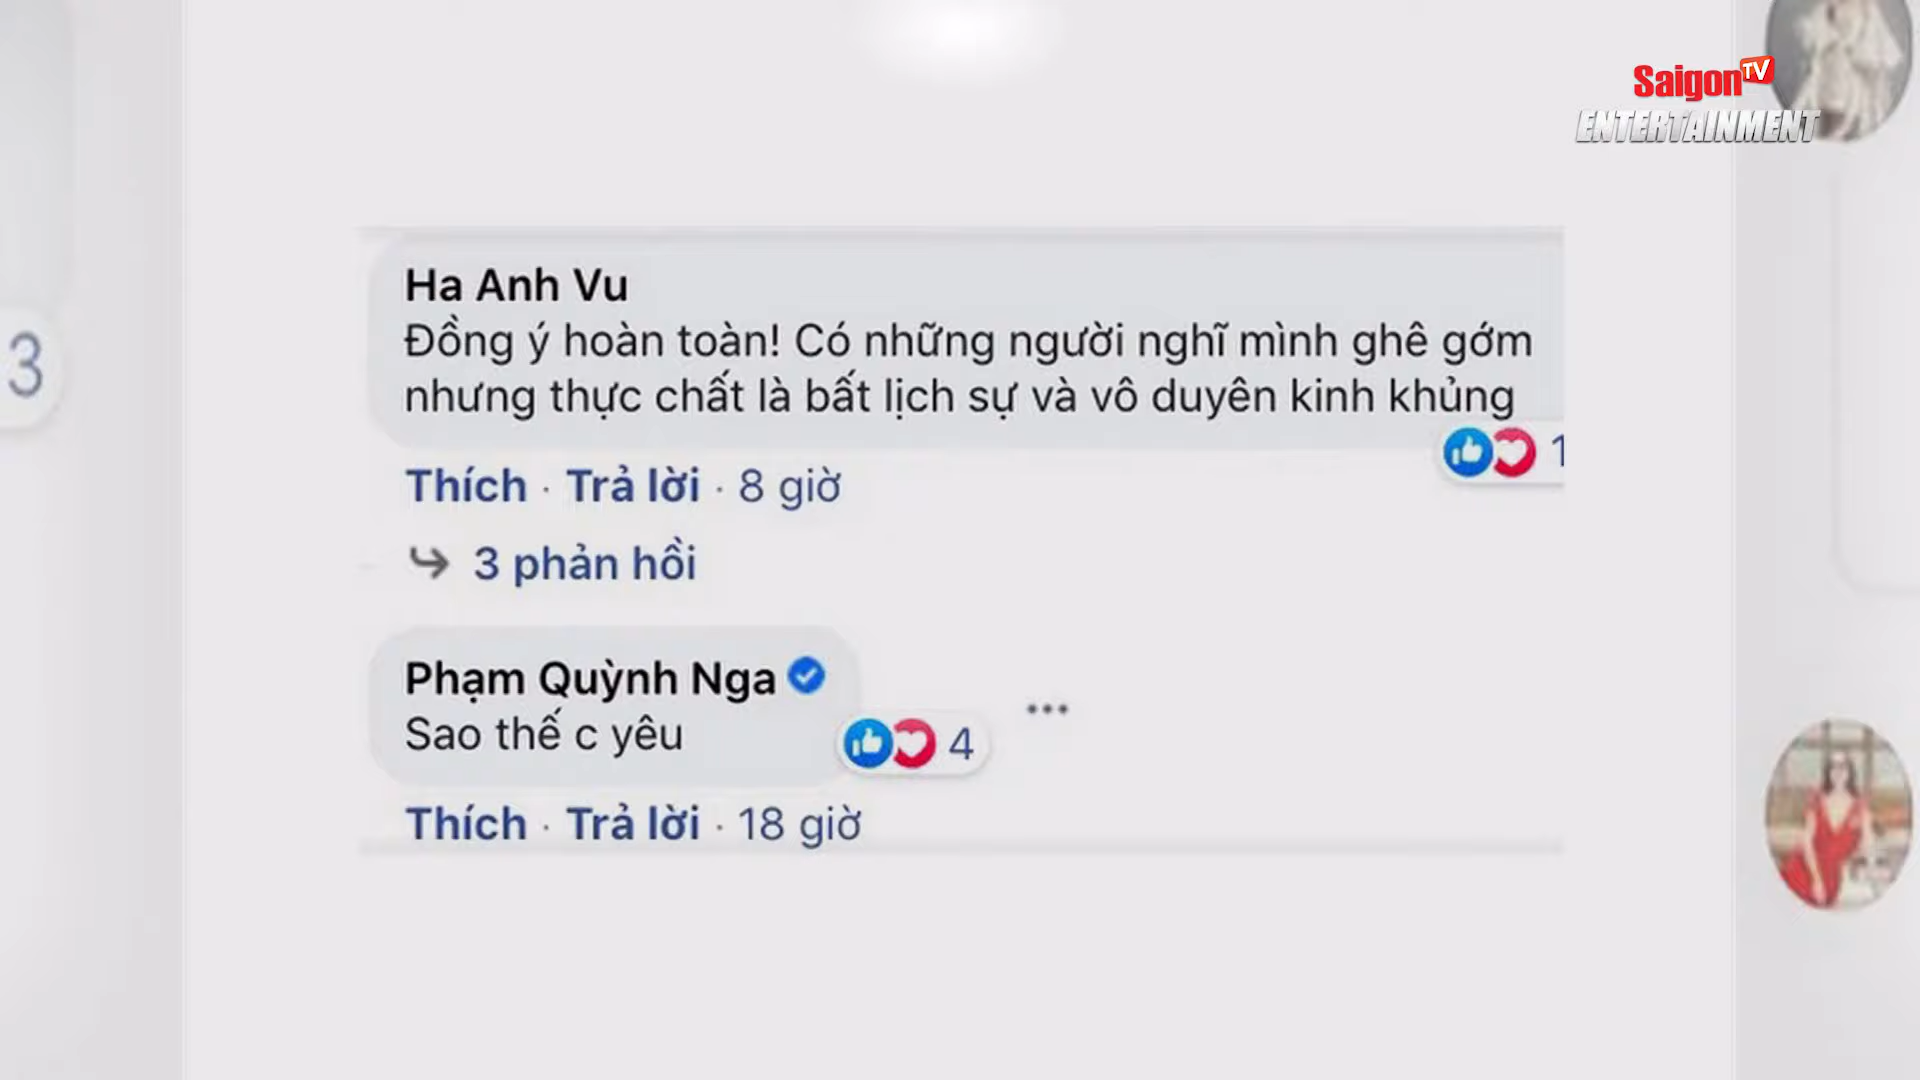 Saigon TV
ENTERTAINMENT
3
Ha Anh Vu
Đồng ý hoàn toàn! Có những người nghĩ mình ghê gớm
nhưng thực chất là bất lịch sự và vô duyên kinh khủng
1
Thích · Trả lời · 8 giờ
3 phản hồi
Phạm Quỳnh Nga
Sao thế c yêu
4
Thích · Trả lời · 18 giờ